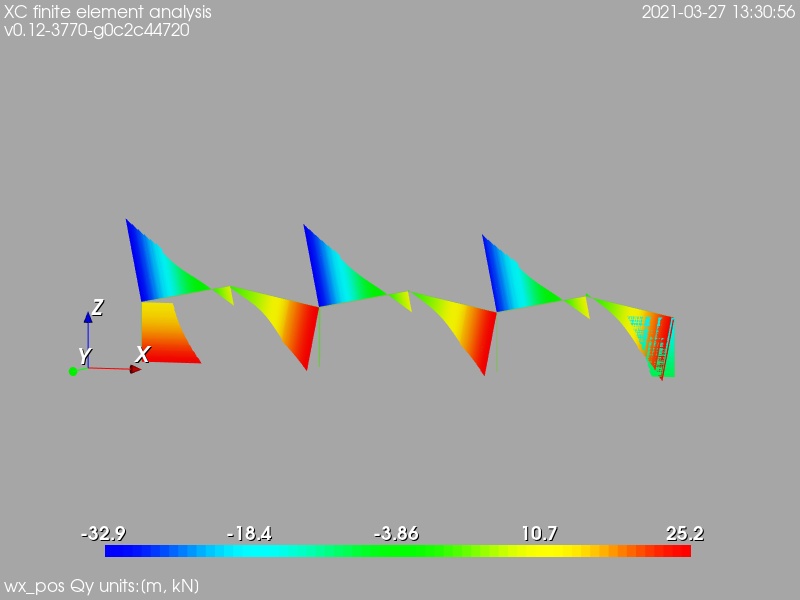 XC finite element analysis
v0.12-3770-g0c2c44720
2021-03-27 13:30:56
Z
Y
X
-32.9 -18.4 -3.86 10.7 25.2
wx_pos Qy units:[m, kN]